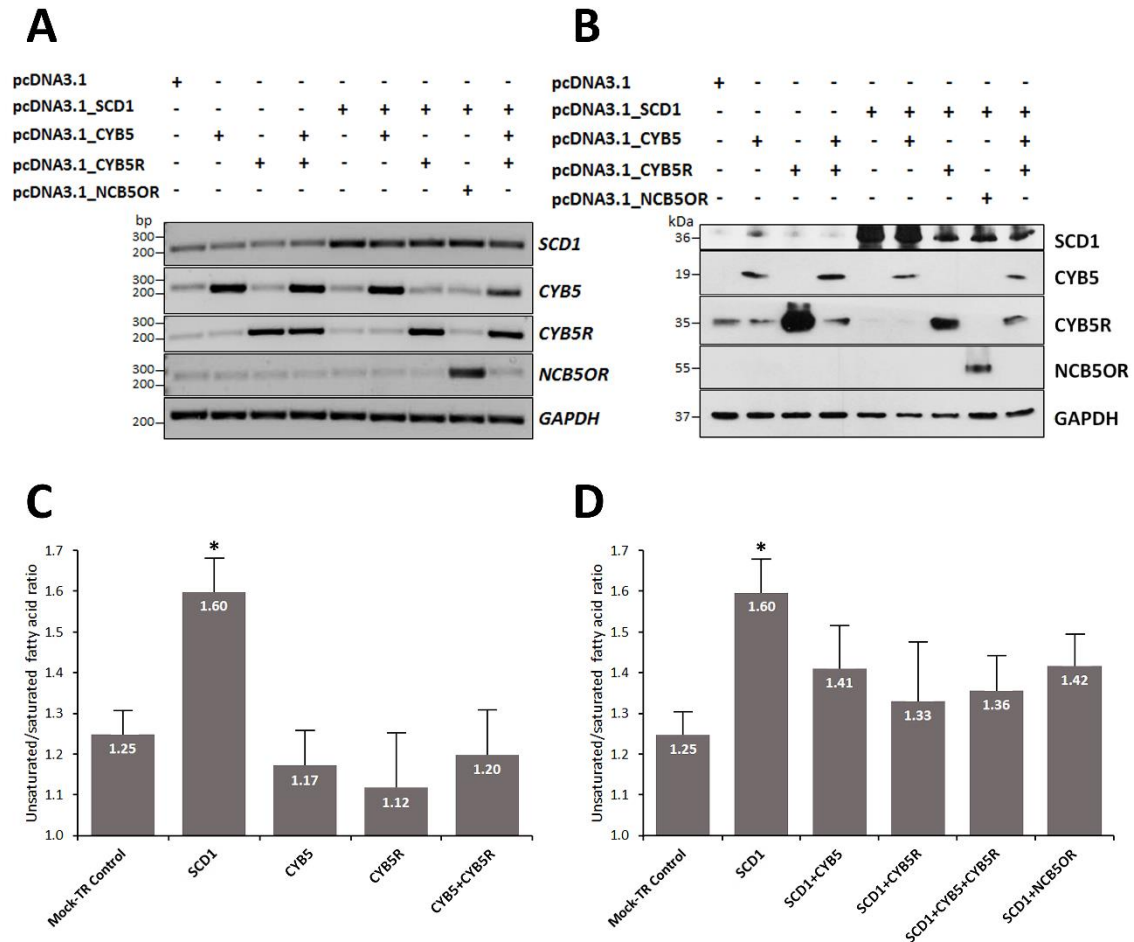 A
pcDNA3.1 + - - - - - - - -
pcDNA3.1_SCD1 - - - - + + + + +
pcDNA3.1_CYB5 - + - + - + - - +
pcDNA3.1_CYB5R - - + + - - + - +
pcDNA3.1_NCB5OR - - - - - - - + -
bp
300
200
SCD1
300
200
CYB5
300
200
CYB5R
300
200
NCB5OR
200
GAPDH
B
pcDNA3.1 + - - - - - - - -
pcDNA3.1_SCD1 - - - - + + + + +
pcDNA3.1_CYB5 - + - + - + - - +
pcDNA3.1_CYB5R - - + + - - + - +
pcDNA3.1_NCB5OR - - - - - - - + -
kDa
36
SCD1
19
CYB5
35
CYB5R
55
NCB5OR
37
GAPDH
C
Unsaturated/saturated fatty acid ratio
1.7
1.6
1.5
1.4
1.3
1.2
1.1
1.0
*
1.25
1.60
1.17
1.12
1.20
Mock-TR Control
SCD1
CYB5
CYB5R
CYB5+CYB5R
D
Unsaturated/saturated fatty acid ratio
1.7
1.6
1.5
1.4
1.3
1.2
1.1
1.0
*
1.25
1.60
1.41
1.33
1.36
1.42
Mock-TR Control
SCD1
SCD1+CYB5
SCD1+CYB5R
SCD1+CYB5+CYB5R
SCD1+NCB5OR